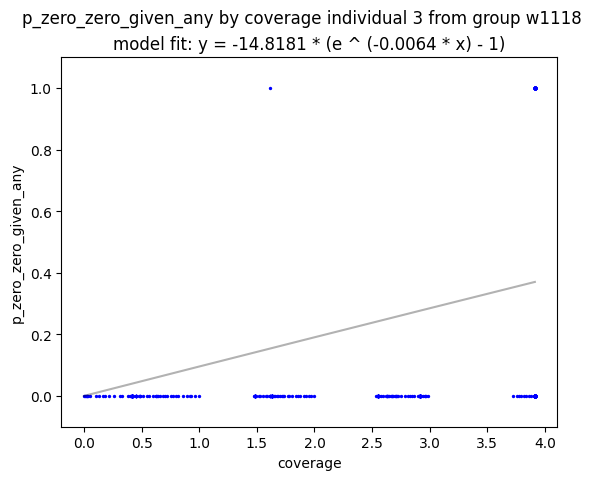 p_zero_zero_given_any by coverage individual 3 from group w1118
model fit: y = -14.8181 * (e ^ (-0.0064 * x) - 1)
1.0
0.8
0.6
0.4
0.2
0.0
p_zero_zero_given_any
0.0 0.5 1.0 1.5 2.0 2.5 3.0 3.5 4.0
coverage